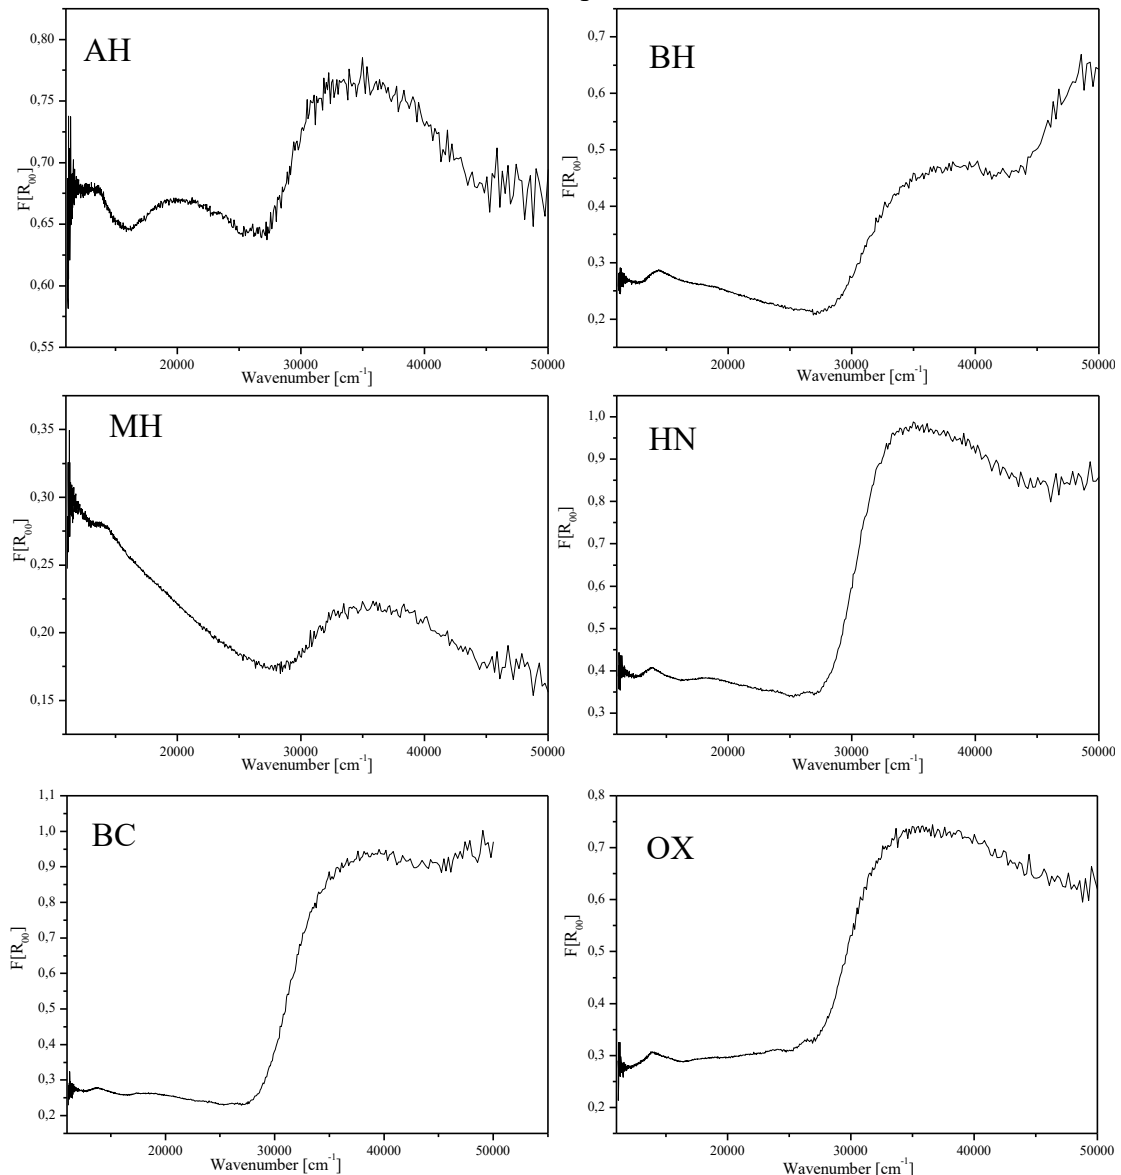 AH
F[R₀₀]
0,80
0,75
0,70
0,65
0,60
0,55
20000 30000 40000 50000
Wavenumber [cm⁻¹]
BH
F[R₀₀]
0,7
0,6
0,5
0,4
0,3
0,2
20000 30000 40000 50000
Wavenumber [cm⁻¹]
MH
F[R₀₀]
0,35
0,30
0,25
0,20
0,15
20000 30000 40000 50000
Wavenumber [cm⁻¹]
HN
F[R₀₀]
1,0
0,9
0,8
0,7
0,6
0,5
0,4
0,3
20000 30000 40000 50000
Wavenumber [cm⁻¹]
BC
F[R₀₀]
1,1
1,0
0,9
0,8
0,7
0,6
0,5
0,4
0,3
0,2
20000 30000 40000 50000
Wavenumber [cm⁻¹]
OX
F[R₀₀]
0,8
0,7
0,6
0,5
0,4
0,3
0,2
20000 30000 40000 50000
Wavenumber [cm⁻¹]